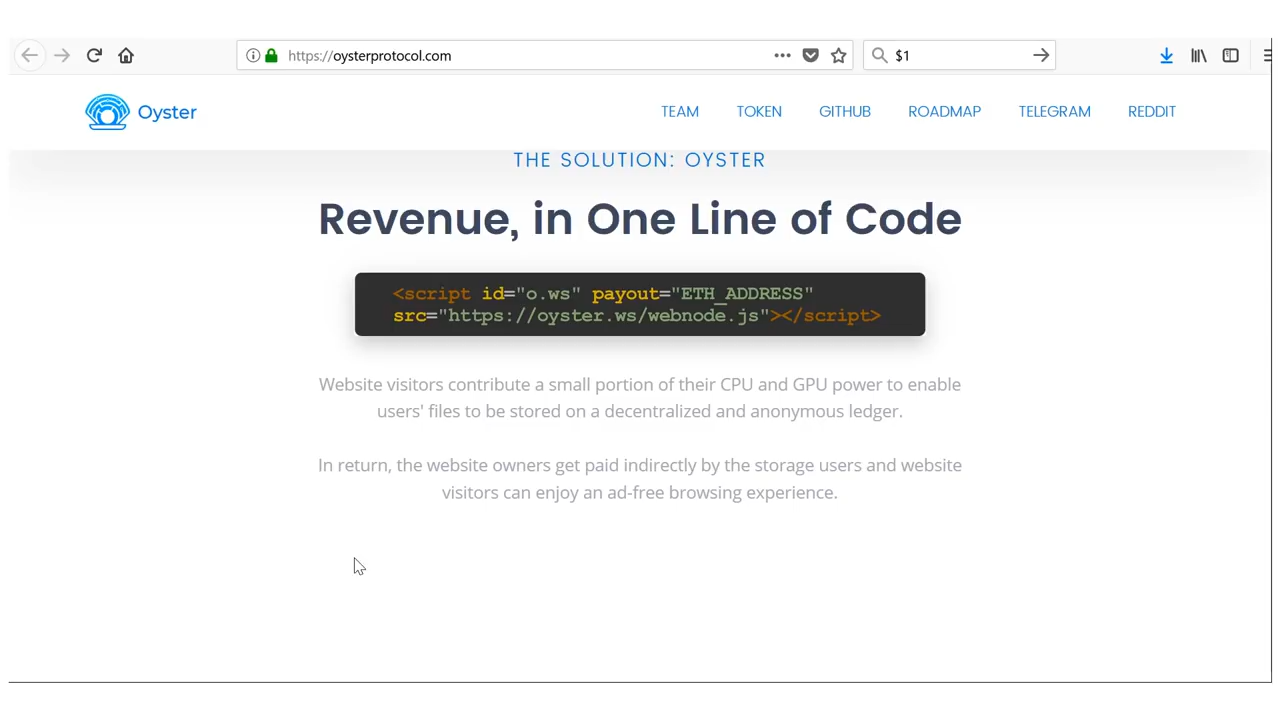 https://oysterprotocol.com
$1
Oyster
TEAM
TOKEN
GITHUB
ROADMAP
TELEGRAM
REDDIT
THE SOLUTION: OYSTER
Revenue, in One Line of Code
<script id="o.ws" payout="ETH_ADDRESS"
src="https://oyster.ws/webnode.js"></script>
Website visitors contribute a small portion of their CPU and GPU power to enable
users' files to be stored on a decentralized and anonymous ledger.
In return, the website owners get paid indirectly by the storage users and website
visitors can enjoy an ad-free browsing experience.